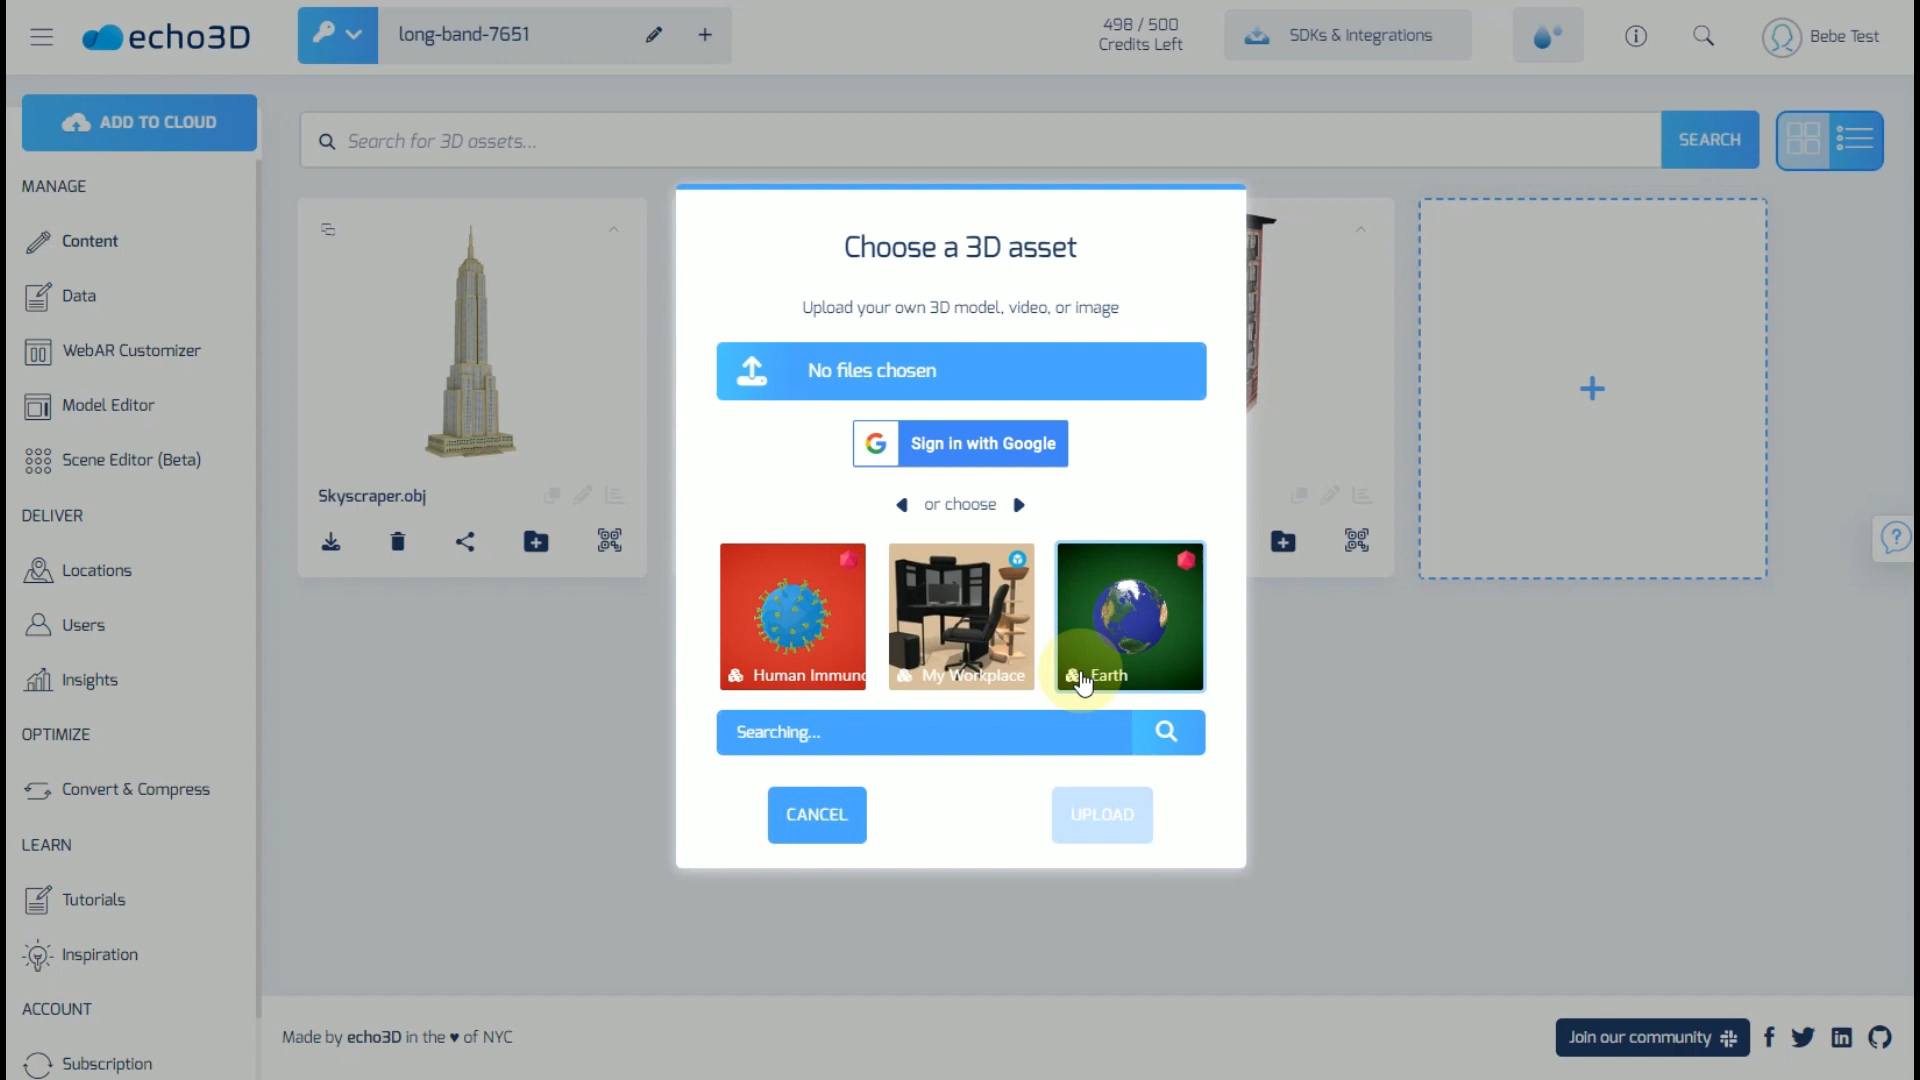 echo3D
long-band-7651
498 / 500
Credits Left
SDKs & Integrations
Bebe Test
ADD TO CLOUD
Search for 3D assets...
SEARCH
MANAGE
Content
Data
WebAR Customizer
Model Editor
Scene Editor (Beta)
DELIVER
Locations
Users
Insights
OPTIMIZE
Convert & Compress
LEARN
Tutorials
Inspiration
ACCOUNT
Subscription
Skyscraper.obj
Choose a 3D asset
Upload your own 3D model, video, or image
No files chosen
G Sign in with Google
or choose
Human Immuno
My Workplace
Earth
Searching...
CANCEL
UPLOAD
Made by echo3D in the ♥ of NYC
Join our community